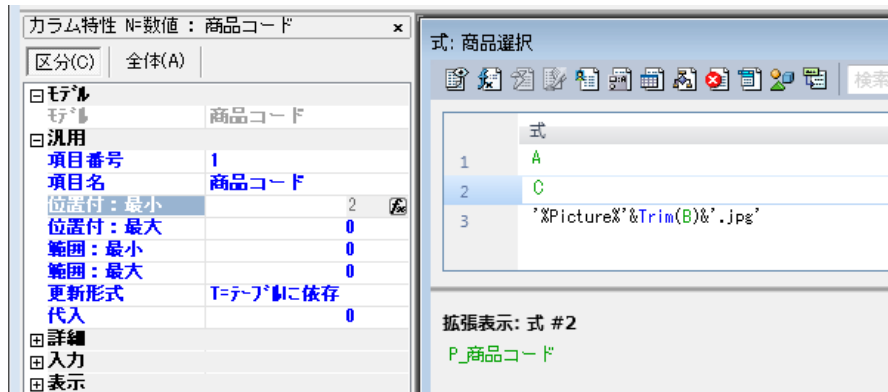 カラム特性 N=数値 : 商品コード x
区分(C) 全体(A)
モデル
モデル 商品コード
汎用
項目番号 1
項目名 商品コード
位置付:最小 2
位置付:最大 0
範囲:最小 0
範囲:最大 0
更新形式 T=テーブルに依存
代入 0
詳細
入力
表示
式: 商品選択
検索
式
1 A
2 C
3 '%Picture%'&Trim(B)&'.jpg'
拡張表示: 式 #2
P_商品コード